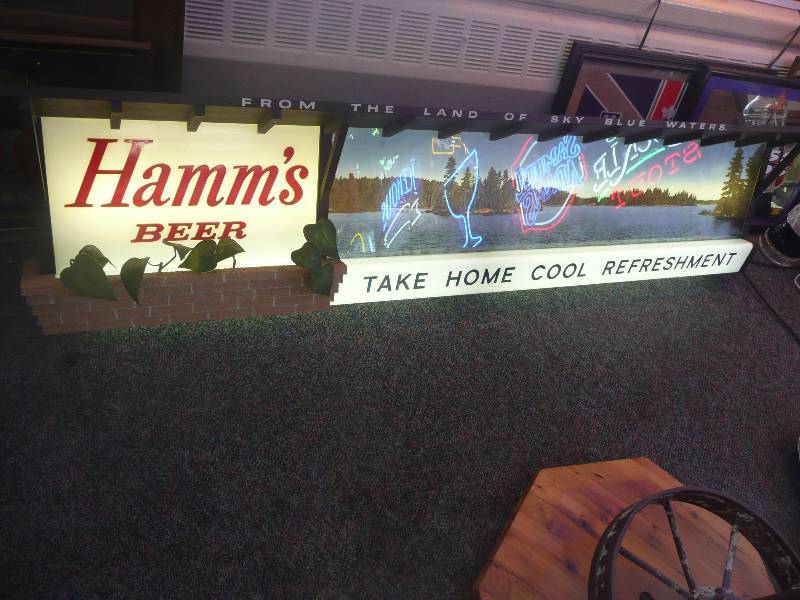 FROM THE LAND OF SKY BLUE WATERS.
Hamm's
BEER
TAKE HOME COOL REFRESHMENT